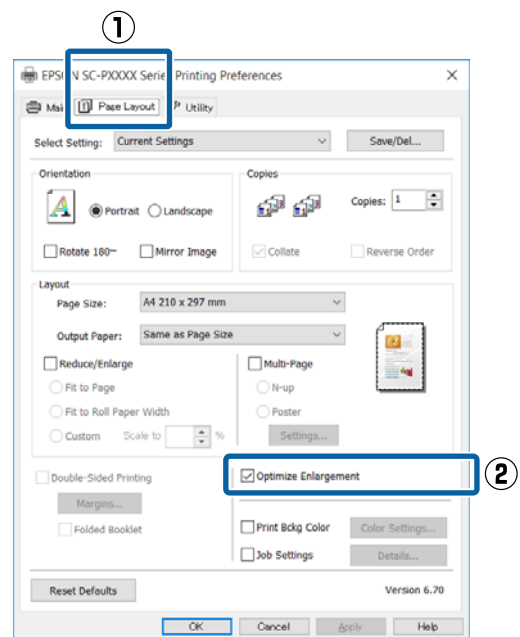 ①
EPSON SC-PXXXX Series Printing Preferences
Main Page Layout Utility
Select Setting: Current Settings Save/Del...
Orientation
Portrait Landscape
Rotate 180° Mirror Image
Copies
Copies: 1
Collate Reverse Order
Layout
Page Size: A4 210 x 297 mm
Output Paper: Same as Page Size
Reduce/Enlarge
Fit to Page
Fit to Roll Paper Width
Custom Scale to %
Multi-Page
N-up
Poster
Settings...
Double-Sided Printing
Margins...
Folded Booklet
Optimize Enlargement
②
Print Bckg Color Color Settings...
Job Settings Details...
Reset Defaults Version 6.70
OK Cancel Apply Help